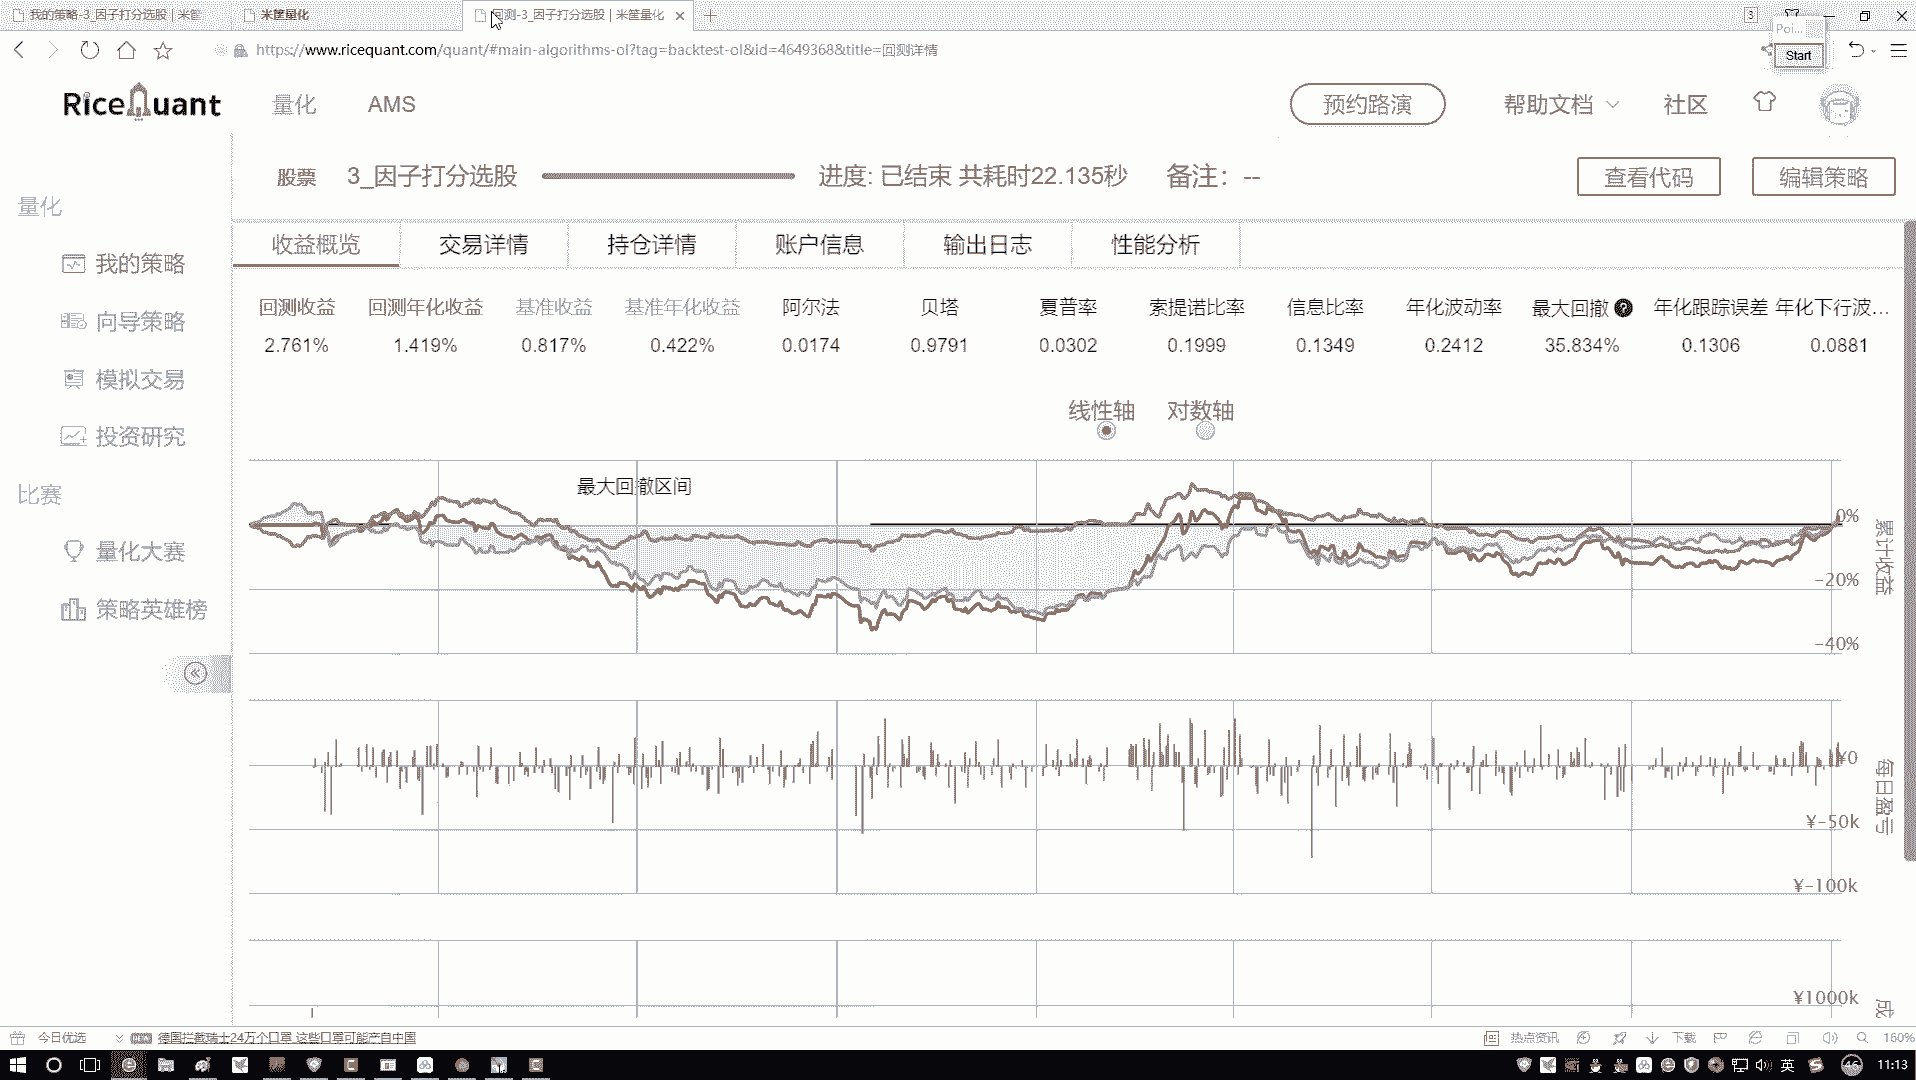 我的策略-3_因子打分选股 | 米筐
米筐量化
回测-3_因子打分选股 | 米筐量化
3
Poi...
https://www.ricequant.com/quant/#main-algorithms-ol?tag=backtest-ol&id=4649368&title=回测详情
Start
RiceQuant
量化
AMS
预约路演
帮助文档
社区
股票
3_因子打分选股
进度: 已结束 共耗时22.135秒
备注：--
查看代码
编辑策略
量化
我的策略
向导策略
模拟交易
投资研究
比赛
量化大赛
策略英雄榜
收益概览
交易详情
持仓详情
账户信息
输出日志
性能分析
回测收益 回测年化收益 基准收益 基准年化收益 阿尔法 贝塔 夏普率 索提诺比率 信息比率 年化波动率 最大回撤 ? 年化跟踪误差 年化下行波...
2.761% 1.419% 0.817% 0.422% 0.0174 0.9791 0.0302 0.1999 0.1349 0.2412 35.834% 0.1306 0.0881
线性轴 对数轴
最大回撤区间
0%
-20%
-40%
累计收益
¥0
¥-50k
¥-100k
每日盈亏
¥1000k
成
今日优选
NEW
德国拦截瑞士24万个口罩 这些口罩可能产自中国
热点资讯
下载
160%
英
46
11:13